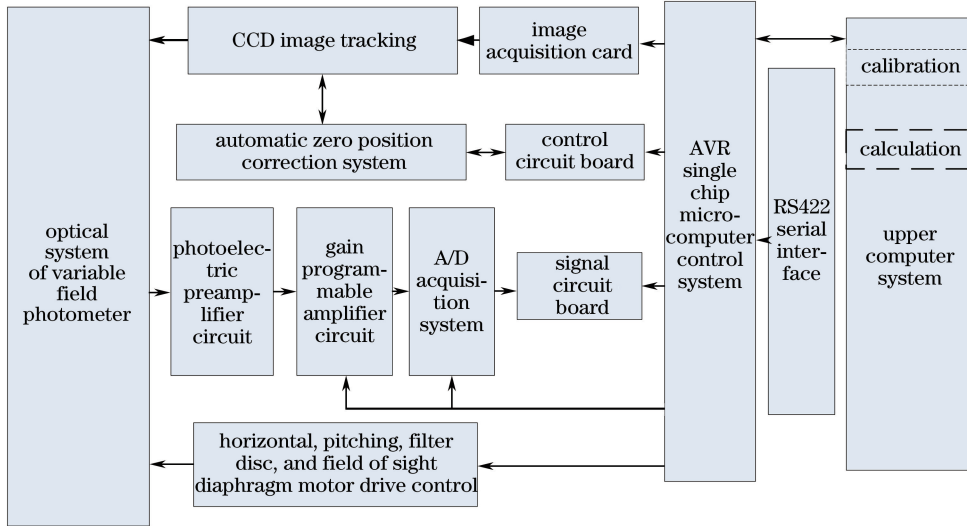 CCD image tracking
image
acquisition card
calibration
automatic zero position
correction system
control
circuit board
calculation
AVR
single
chip
micro-
computer
control
system
RS422
serial
inter-
face
upper
computer
system
optical
system
of variable
field
photometer
photoelec-
tric
preamp-
lifier
circuit
gain
program-
mable
amplifier
circuit
A/D
acquisi-
tion
system
signal
circuit
board
horizontal, pitching, filter
disc, and field of sight
diaphragm motor drive control